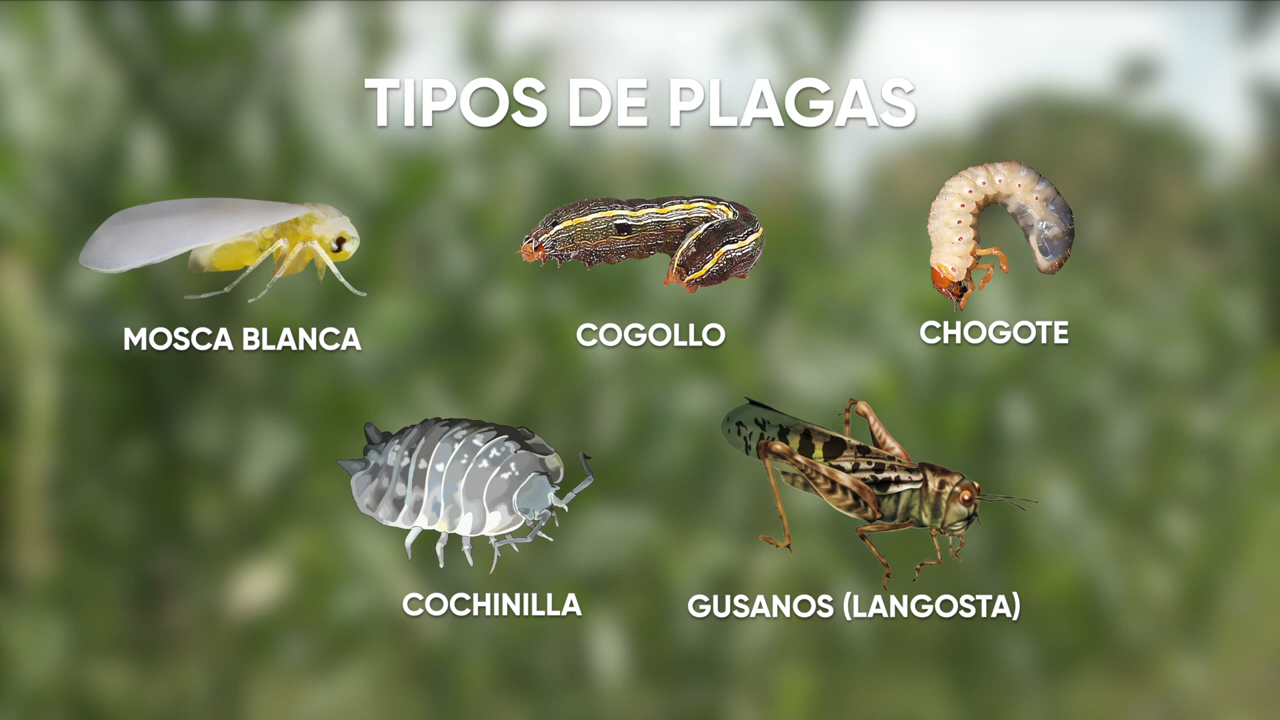 TIPOS DE PLAGAS
MOSCA BLANCA
COGOLLO
CHOGOTE
COCHINILLA
GUSANOS (LANGOSTA)